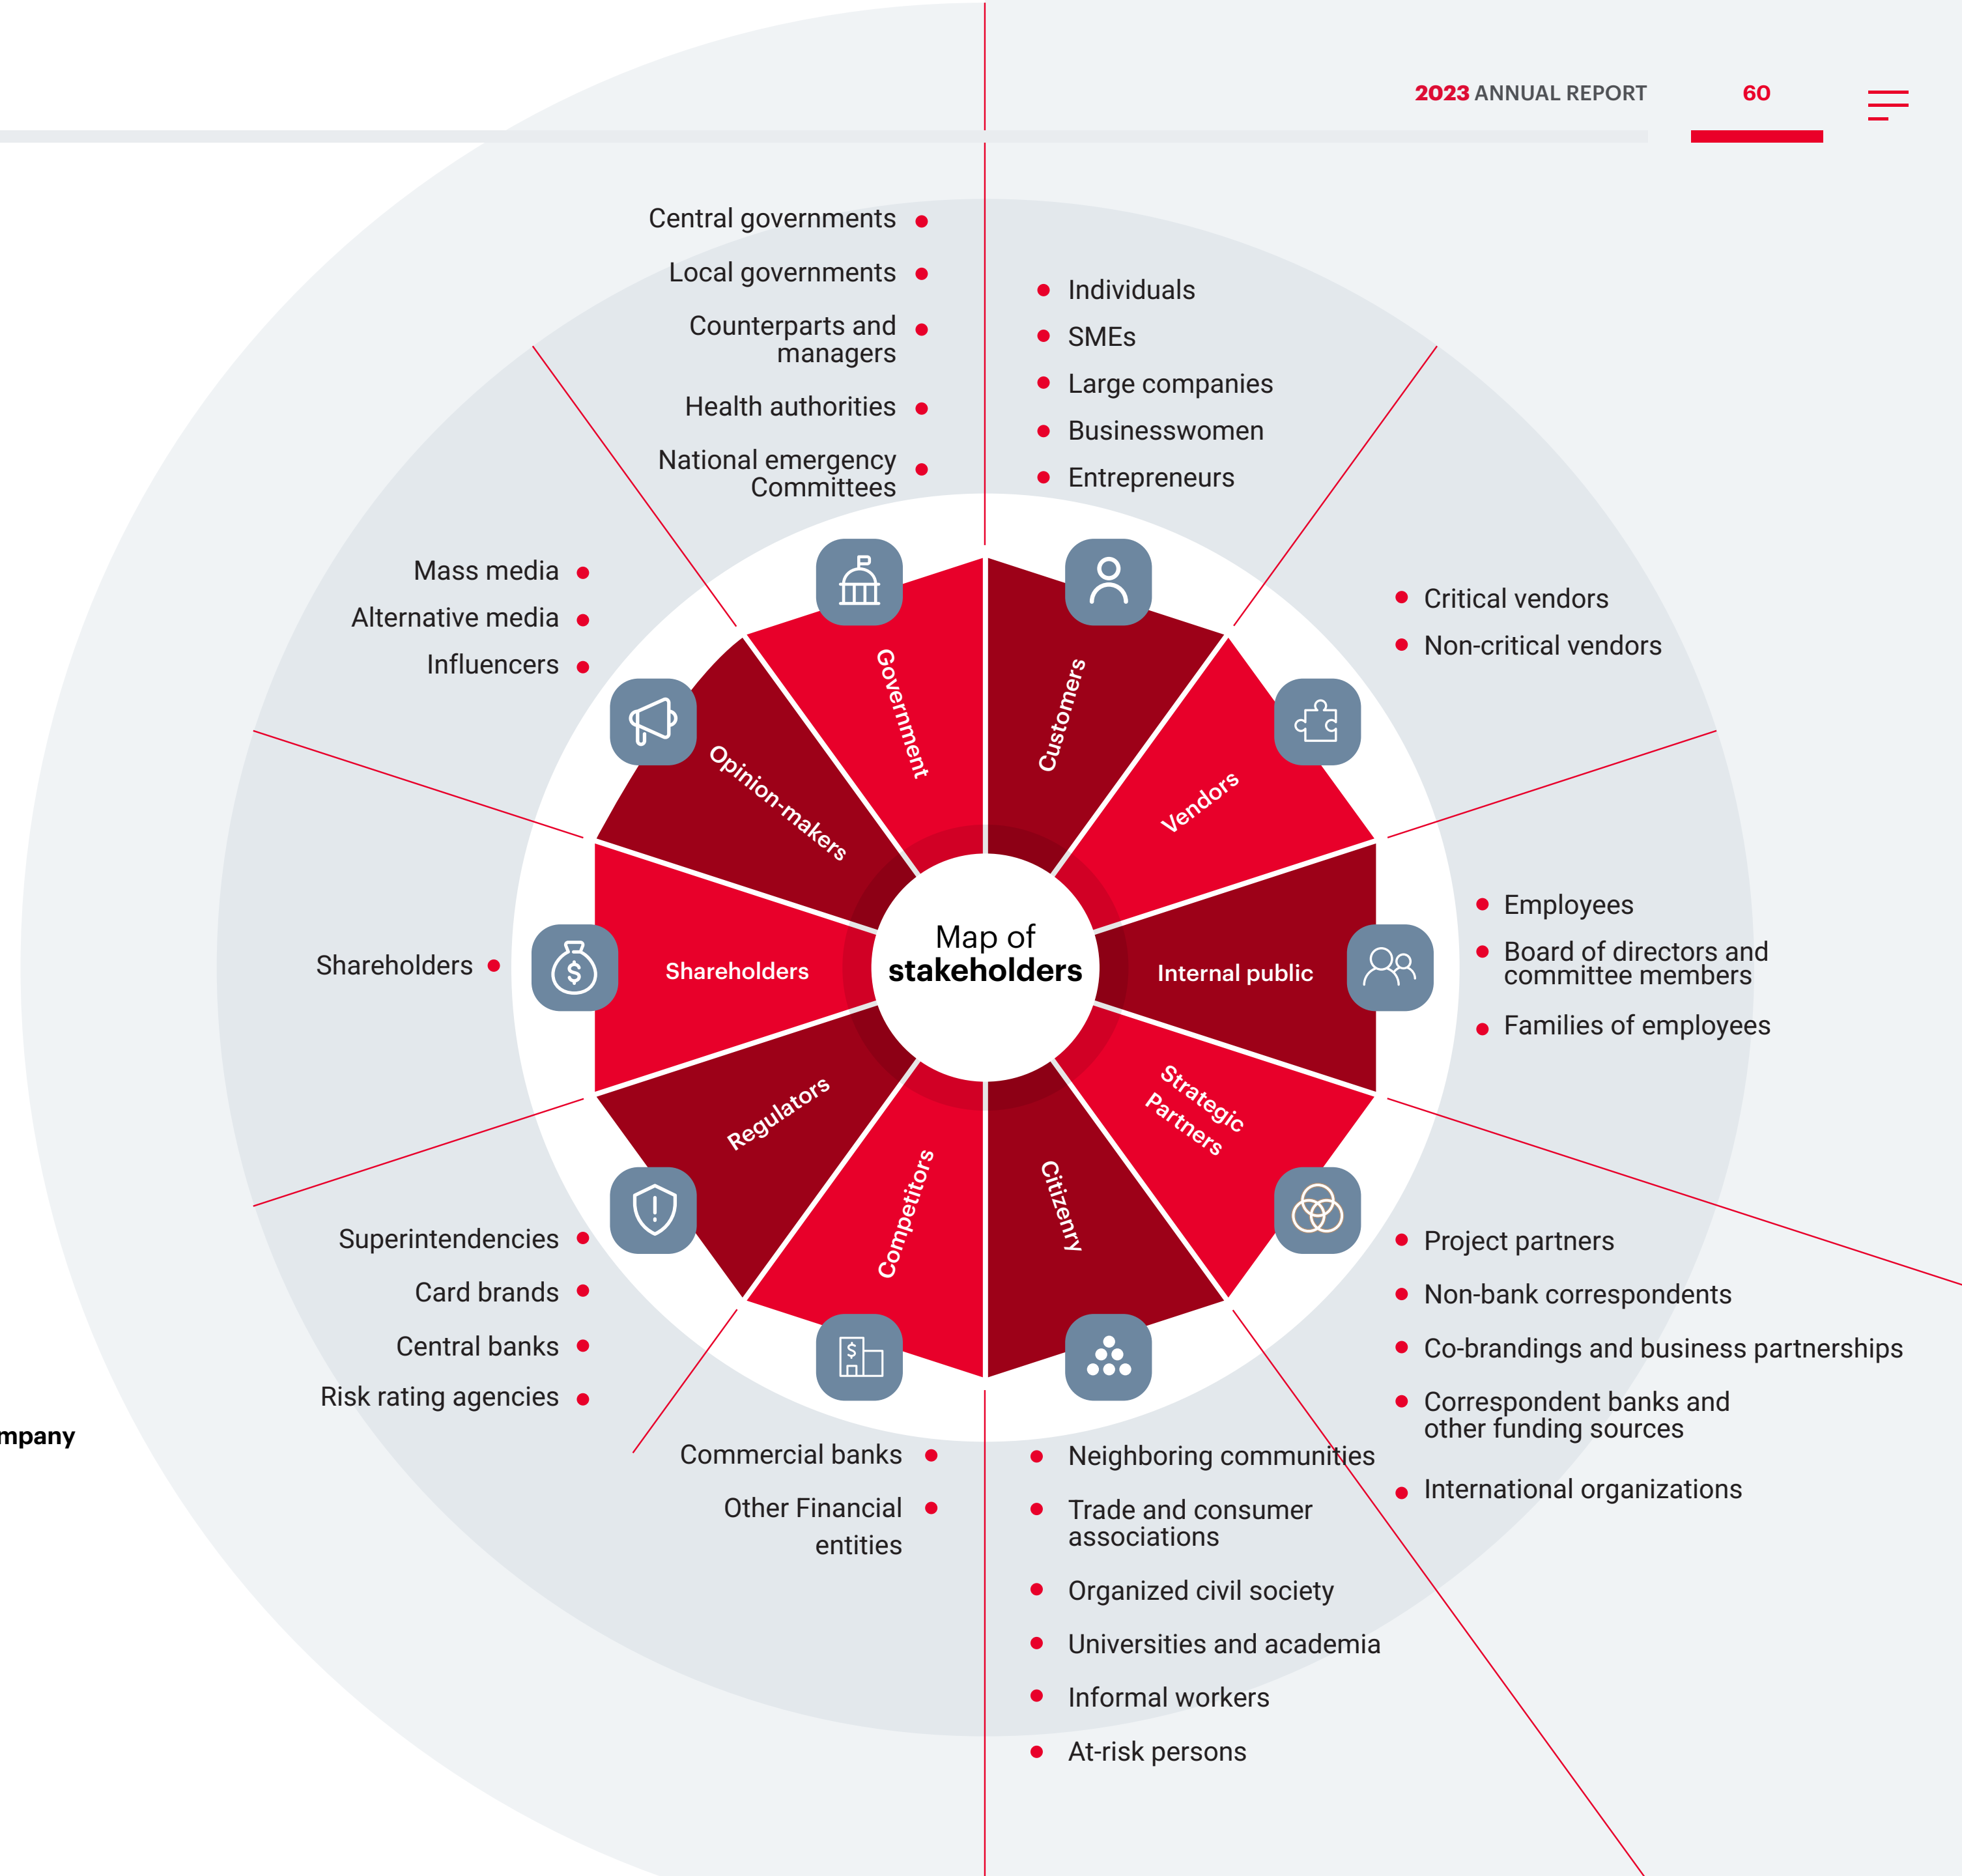 2023 ANNUAL REPORT
60
Central governments
Local governments
Counterparts and
managers
Health authorities
National emergency
Committees
Individuals
SMEs
Large companies
Businesswomen
Entrepreneurs
Mass media
Alternative media
Influencers
Critical vendors
Non-critical vendors
Government
Customers
Opinion-makers
Vendors
Shareholders
Shareholders
Map of
stakeholders
Internal public
Employees
Board of directors and
committee members
Families of employees
Regulators
Competitors
Citizenry
Strategic
Partners
Superintendencies
Card brands
Central banks
Risk rating agencies
Project partners
Non-bank correspondents
Co-brandings and business partnerships
Correspondent banks and
other funding sources
International organizations
mpany
Commercial banks
Other Financial
entities
Neighboring communities
Trade and consumer
associations
Organized civil society
Universities and academia
Informal workers
At-risk persons